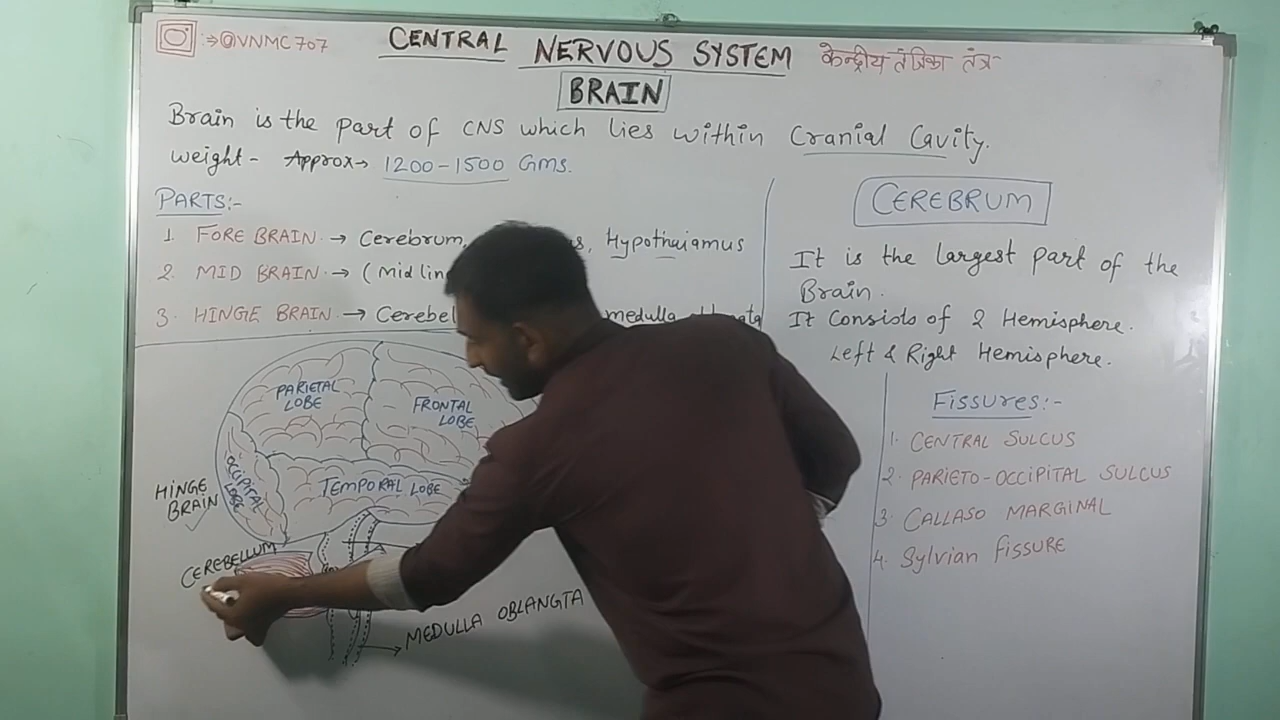 ⇒@VNMC707
CENTRAL NERVOUS SYSTEM केन्द्रीय तंत्रिका तंत्र
BRAIN
Brain is the part of CNS which lies within Cranial Cavity.
weight - Approx→ 1200-1500 Gms.
PARTS:-
1. FORE BRAIN → Cerebrum, Hypothalamus
2. MID BRAIN → (Mid
3. HINGE BRAIN → medulla
PARIETAL
LOBE
FRONTAL
LOBE
OCCIPITAL
LOBE
TEMPORAL LOBE
HINGE
BRAIN
CEREBELLUM
MEDULLA OBLANGTA
CEREBRUM
It is the largest part of the
Brain.
It Consists of 2 Hemisphere.
Left & Right Hemisphere.
Fissures:-
1. CENTRAL SULCUS
2. PARIETO-OCCIPITAL SULCUS
3. CALLASO MARGINAL
4. Sylvian fissURE